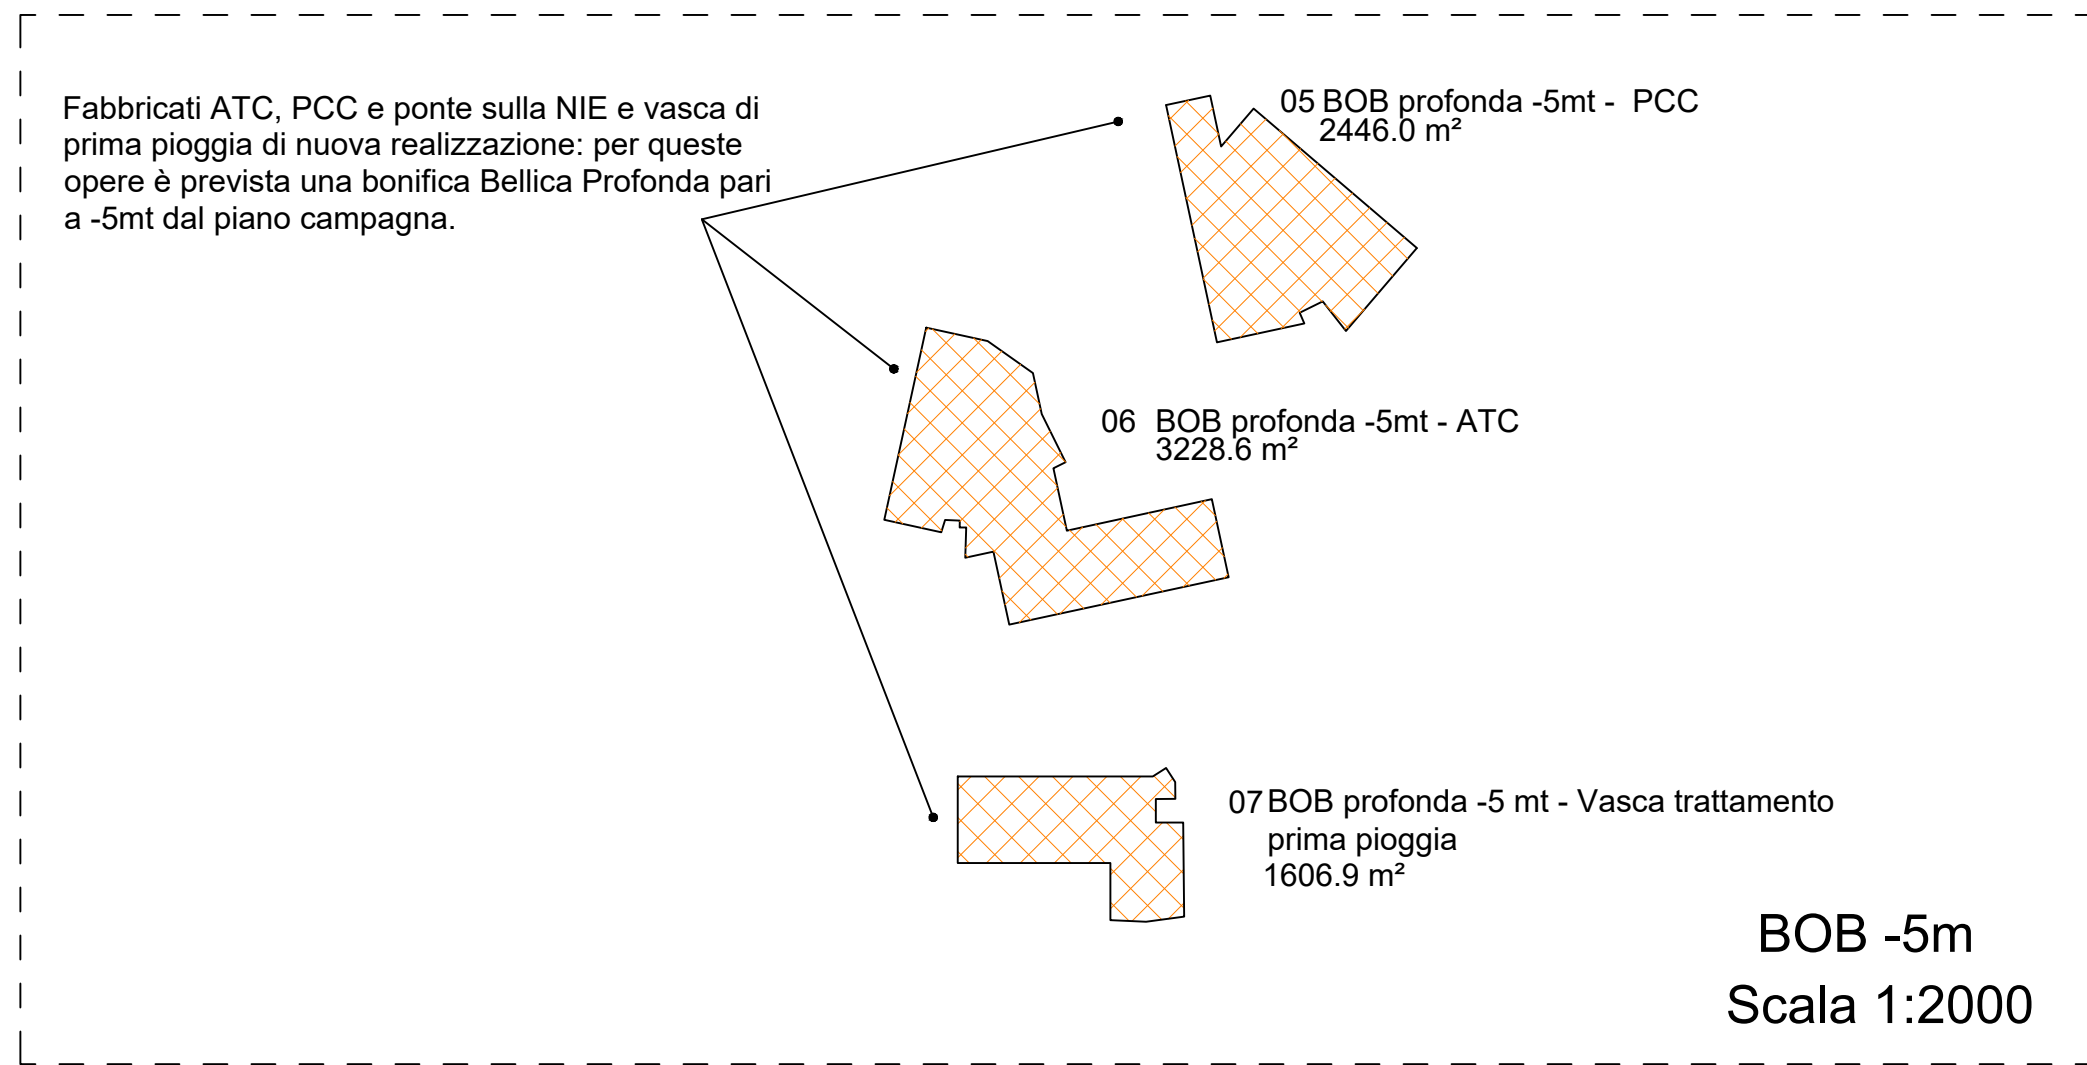 Fabbricati ATC, PCC e ponte sulla NIE e vasca di
prima pioggia di nuova realizzazione: per queste
opere è prevista una bonifica Bellica Profonda pari
a -5mt dal piano campagna.
05 BOB profonda -5mt - PCC
2446.0 m²
06 BOB profonda -5mt - ATC
3228.6 m²
07 BOB profonda -5 mt - Vasca trattamento
prima pioggia
1606.9 m²
BOB -5m
Scala 1:2000